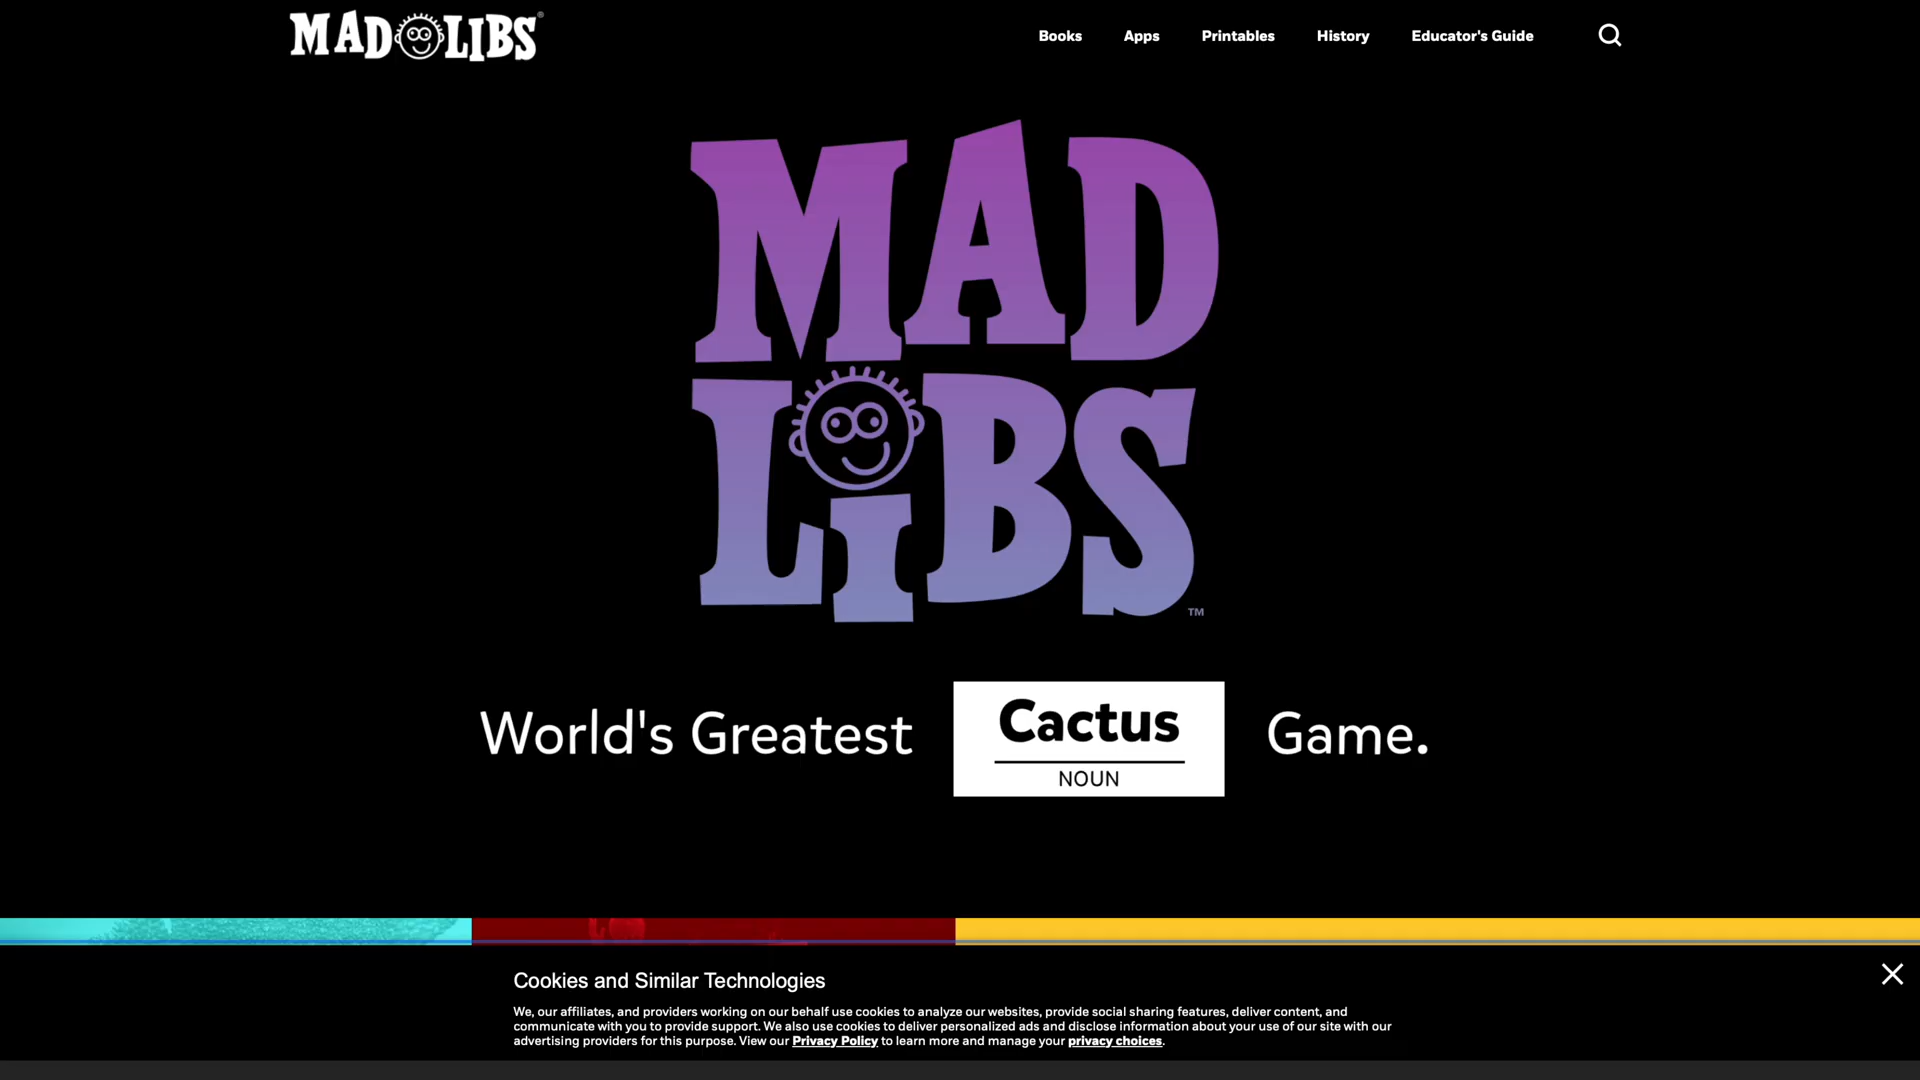 MAD LIBS®
Books Apps Printables History Educator's Guide
MAD
LIBS™
World's Greatest Cactus Game.
NOUN
Cookies and Similar Technologies
We, our affiliates, and providers working on our behalf use cookies to analyze our websites, provide social sharing features, deliver content, and
communicate with you to provide support. We also use cookies to deliver personalized ads and disclose information about your use of our site with our
advertising providers for this purpose. View our Privacy Policy to learn more and manage your privacy choices.